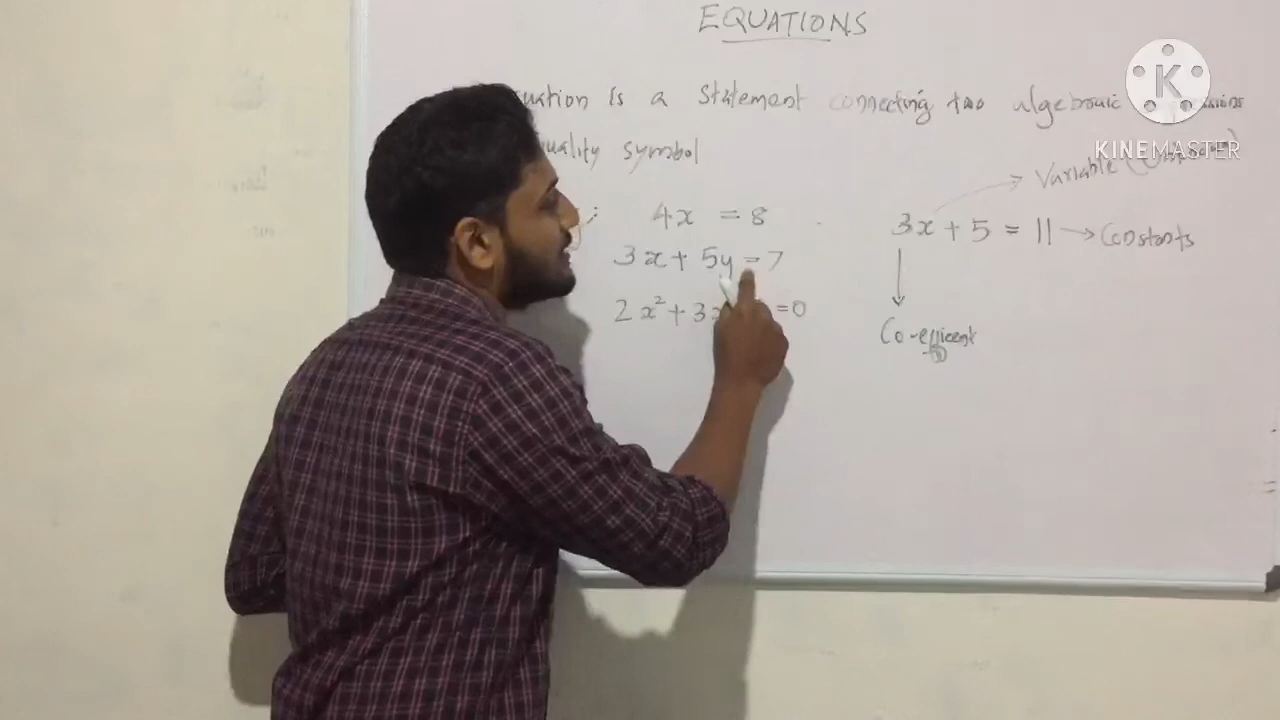 EQUATIONS
uation is a statement connecting two algebraic
uality symbol
4x = 8
3x + 5y = 7
2x² + 3x = 0
Variable
3x + 5 = 11 → Constants
Co-efficent
K
KINEMASTER